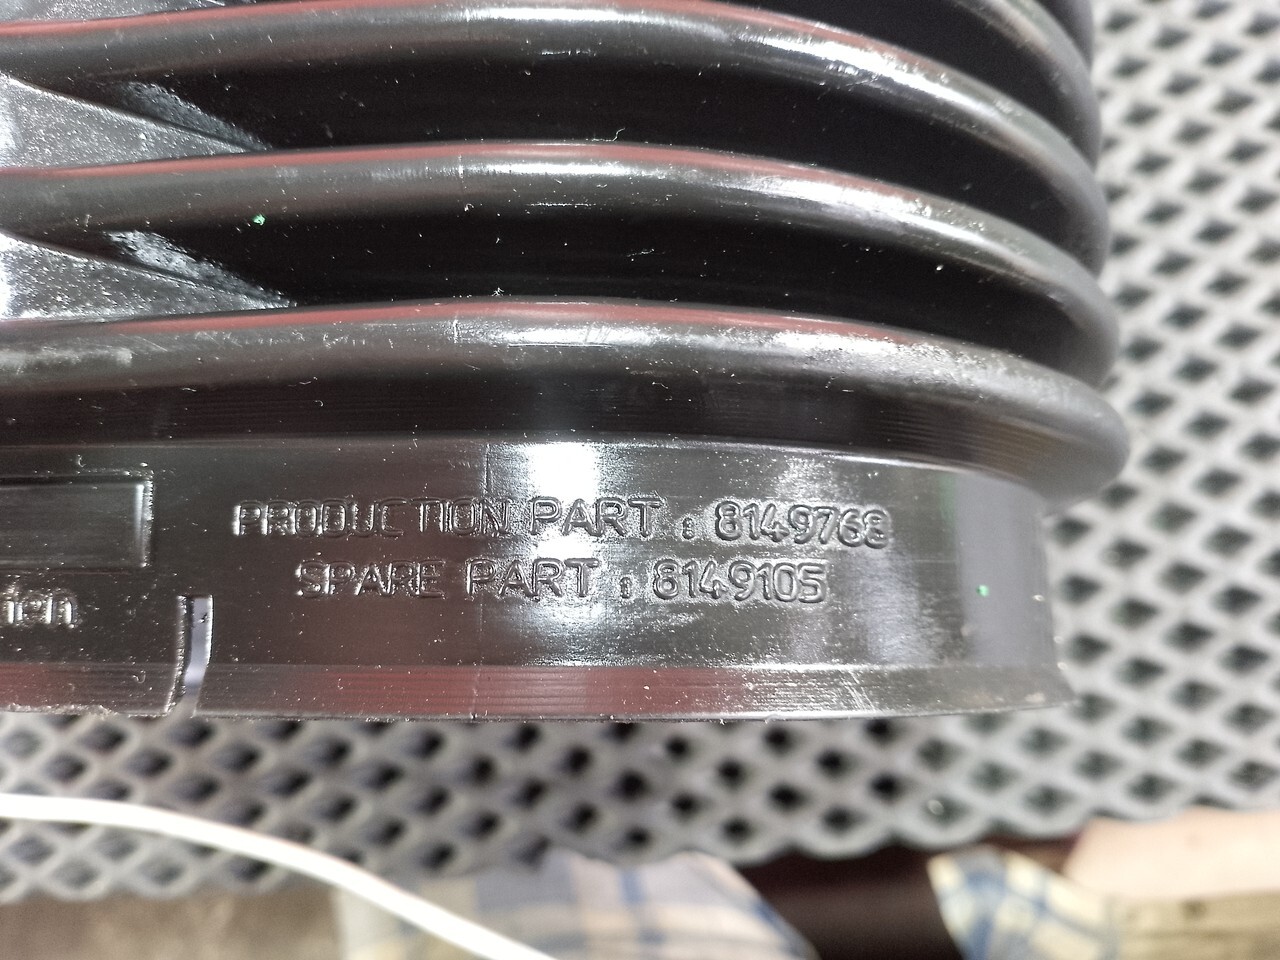 PRODUCTION PART : 8149768
SPARE PART : 8149105